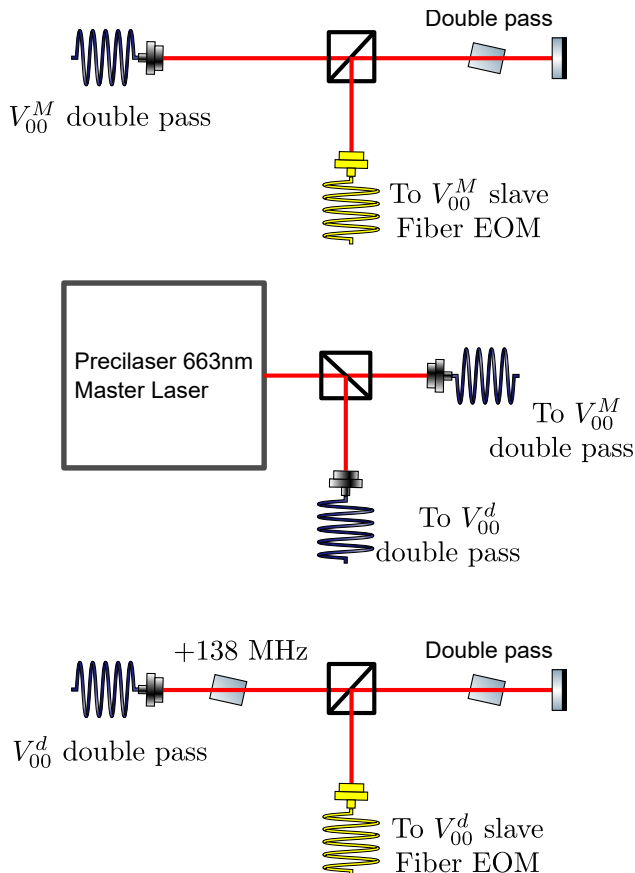 Double pass
$V_{00}^{M}$ double pass
To $V_{00}^{M}$ slave
Fiber EOM
Precilaser 663nm
Master Laser
To $V_{00}^{M}$
double pass
To $V_{00}^{d}$
double pass
+138 MHz
Double pass
$V_{00}^{d}$ double pass
To $V_{00}^{d}$ slave
Fiber EOM